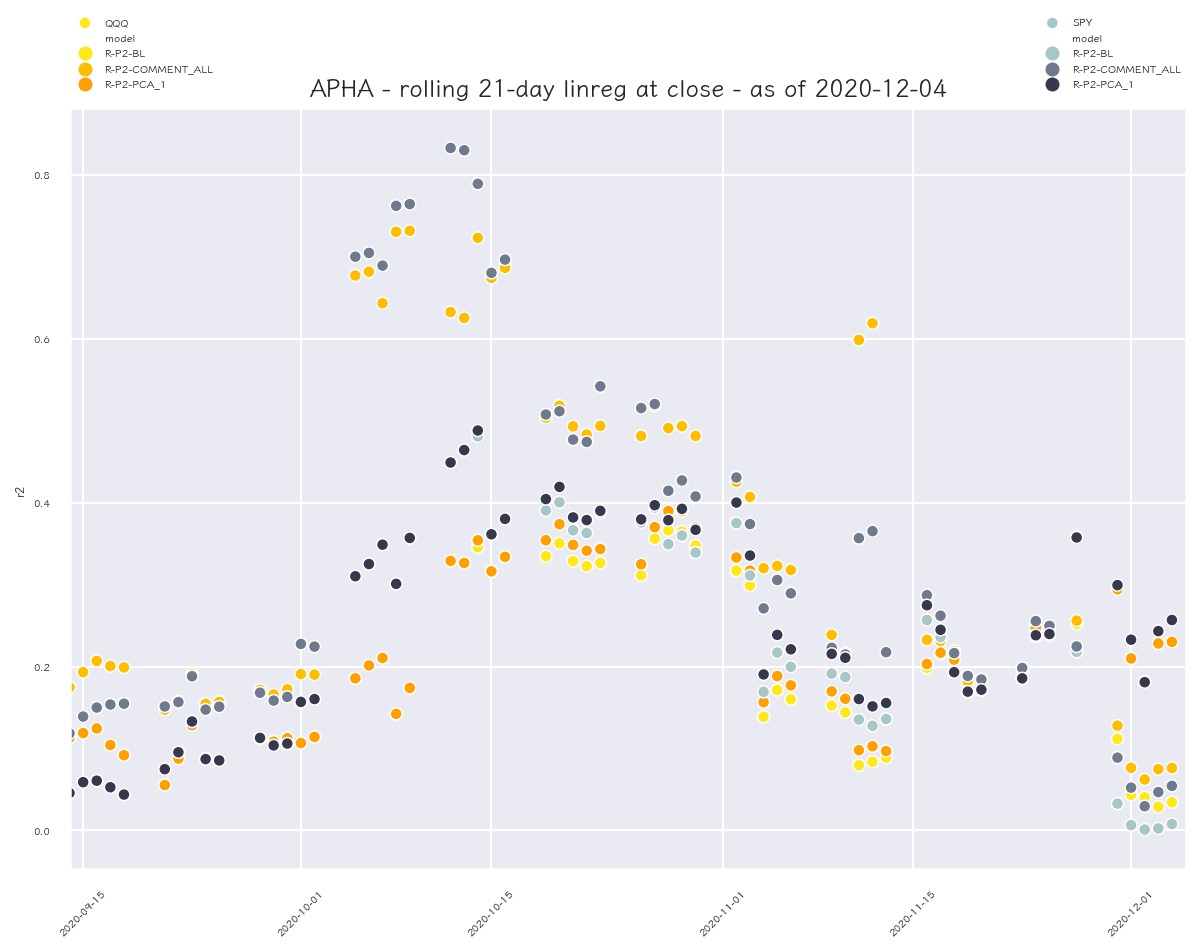 QQQ
model
R-P2-BL
R-P2-COMMENT_ALL
R-P2-PCA_1
SPY
model
R-P2-BL
R-P2-COMMENT_ALL
R-P2-PCA_1
APHA - rolling 21-day linreg at close - as of 2020-12-04
0.8
0.6
0.4
0.2
0.0
r2
2020-09-15
2020-10-01
2020-10-15
2020-11-01
2020-11-15
2020-12-01